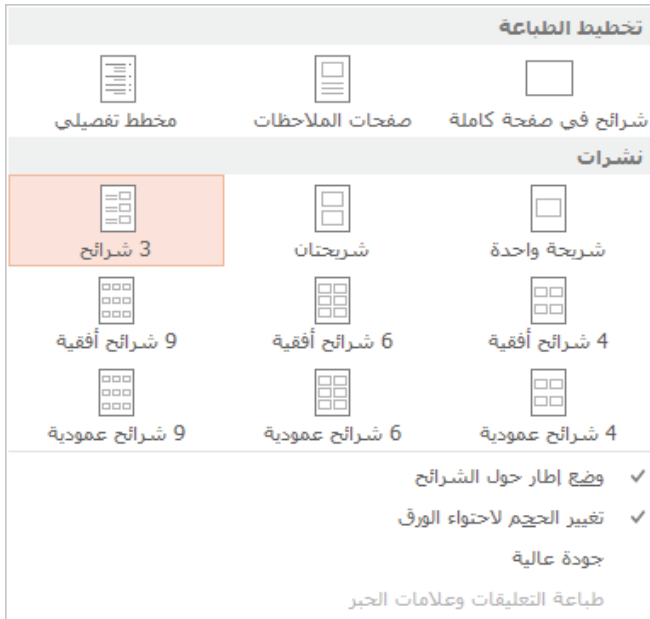 تخطيط الطباعة
شرائح في صفحة كاملة صفحات الملاحظات مخطط تفصيلي
نشرات
شريحة واحدة شريحتان 3 شرائح
4 شرائح أفقية 6 شرائح أفقية 9 شرائح أفقية
4 شرائح عمودية 6 شرائح عمودية 9 شرائح عمودية
وضع إطار حول الشرائح
تغيير الحجم لاحتواء الورق
جودة عالية
طباعة التعليقات وعلامات الحبر